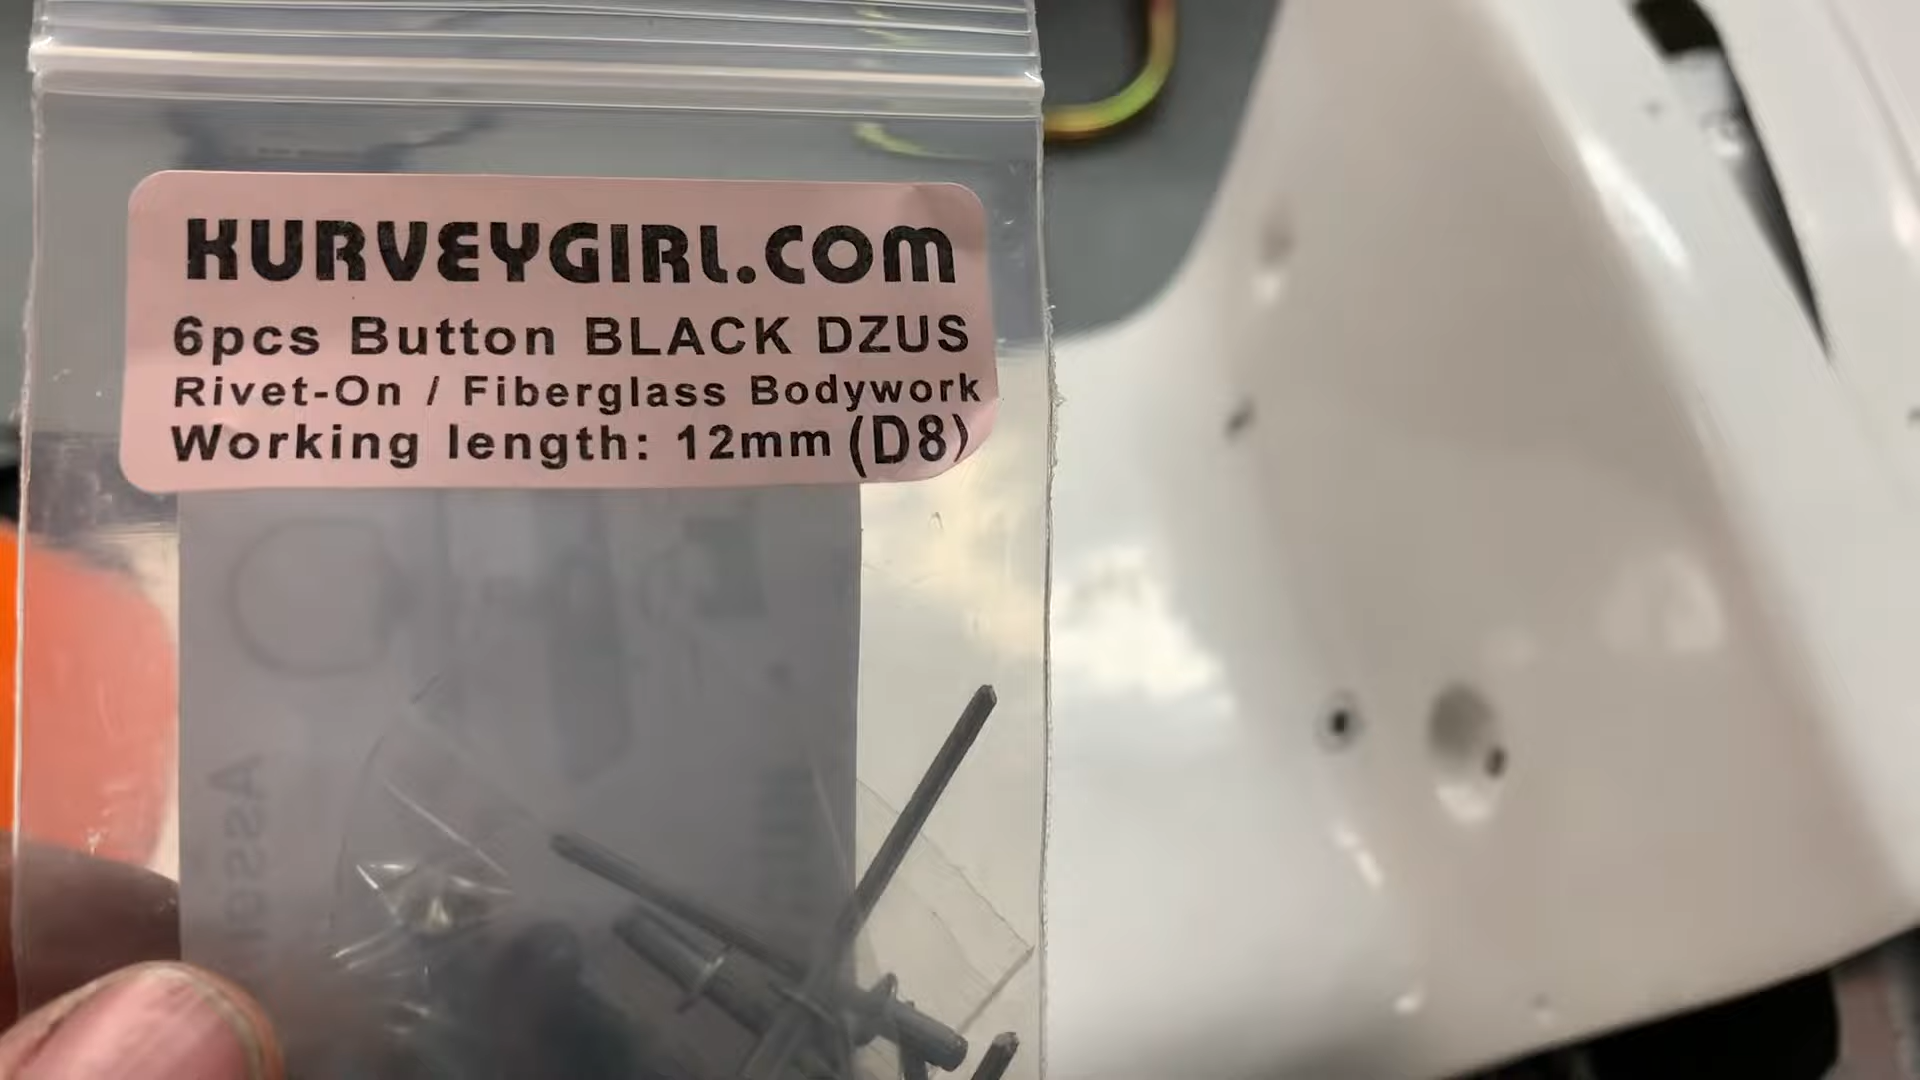 KURVEYGIRL.COM
6pcs Button BLACK DZUS
Rivet-On / Fiberglass Bodywork
Working length: 12mm (D8)